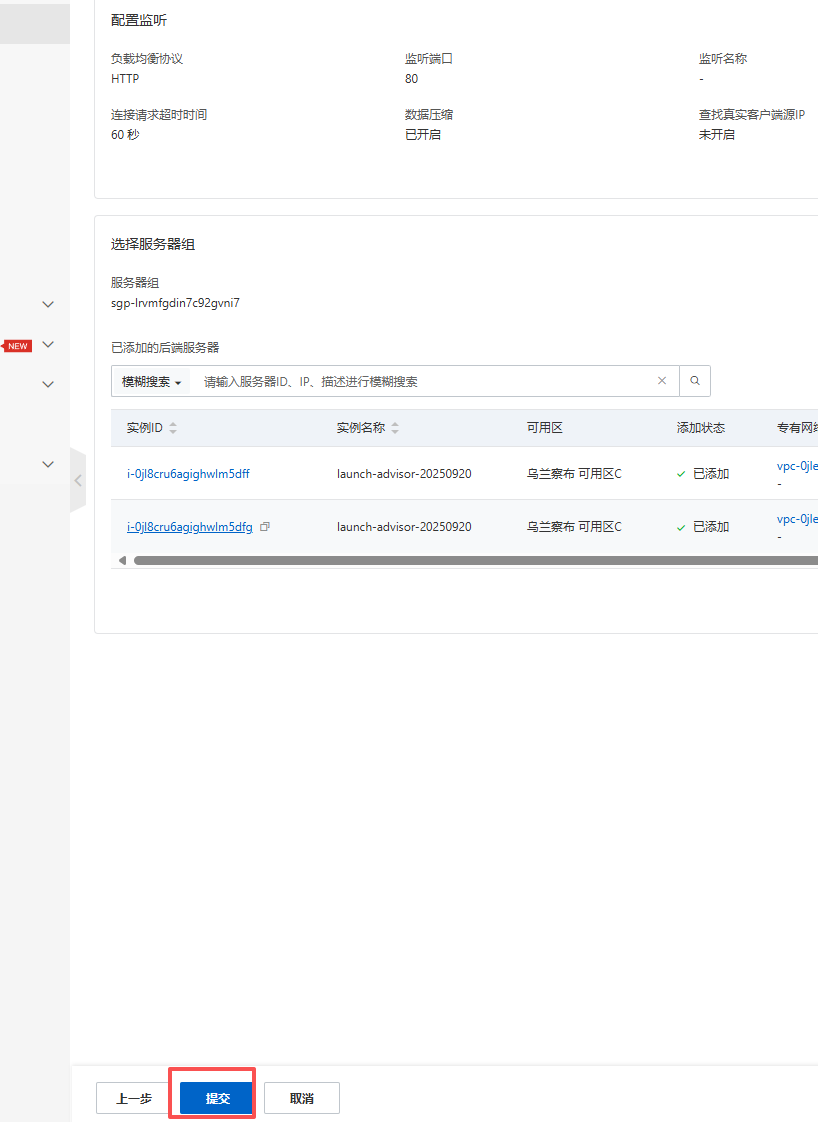 配置监听
负载均衡协议 监听端口 监听名称
HTTP 80 -
连接请求超时时间 数据压缩 查找真实客户端源IP
60 秒 已开启 未开启
选择服务器组
服务器组
sgp-lrvmfgdin7c92gvni7
NEW
已添加的后端服务器
模糊搜索 请输入服务器ID、IP、描述进行模糊搜索
实例ID 实例名称 可用区 添加状态 专有网络
i-0jl8cru6agighwlm5dff launch-advisor-20250920 乌兰察布 可用区C 已添加 vpc-0jle
-
i-0jl8cru6agighwlm5dfg launch-advisor-20250920 乌兰察布 可用区C 已添加 vpc-0jle
-
上一步 提交 取消